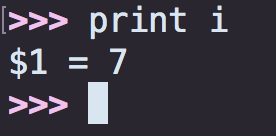 >>> print i
$1 = 7
>>>